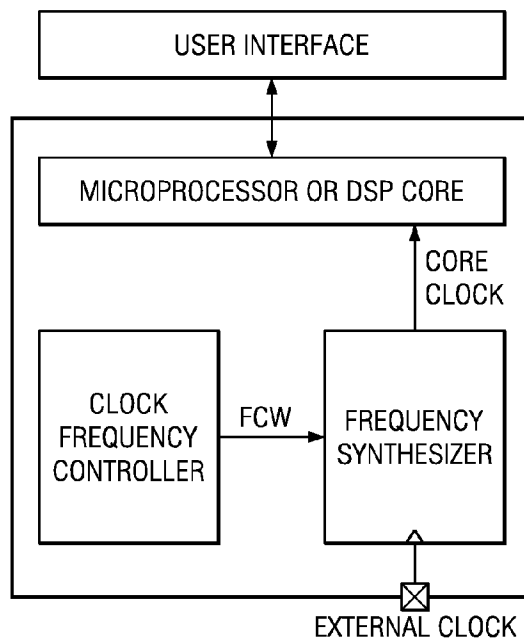 USER INTERFACE
MICROPROCESSOR OR DSP CORE
CORE
CLOCK
CLOCK
FREQUENCY
CONTROLLER
FCW
FREQUENCY
SYNTHESIZER
EXTERNAL CLOCK